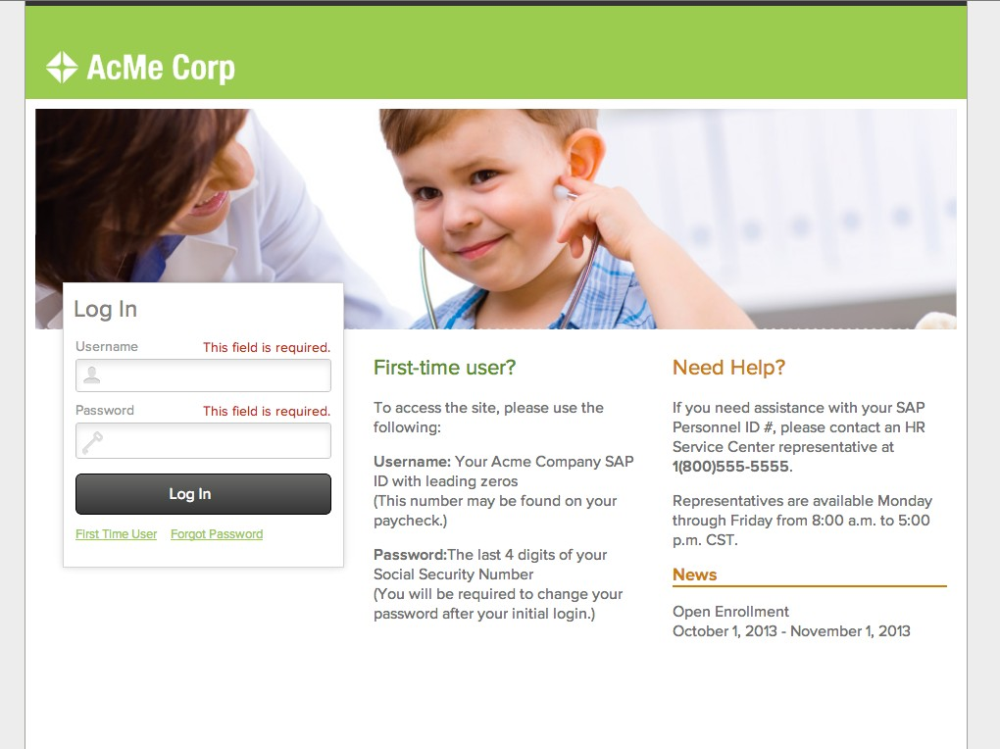 AcMe Corp
Log In
Username This field is required.
Password This field is required.
Log In
First Time User Forgot Password
First-time user?
To access the site, please use the
following:
Username: Your Acme Company SAP
ID with leading zeros
(This number may be found on your
paycheck.)
Password:The last 4 digits of your
Social Security Number
(You will be required to change your
password after your initial login.)
Need Help?
If you need assistance with your SAP
Personnel ID #, please contact an HR
Service Center representative at
1(800)555-5555.
Representatives are available Monday
through Friday from 8:00 a.m. to 5:00
p.m. CST.
News
Open Enrollment
October 1, 2013 - November 1, 2013